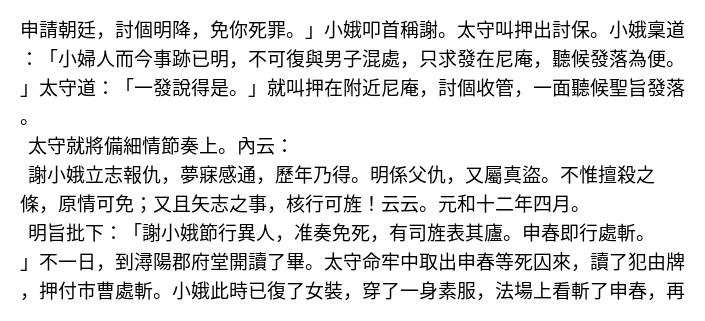 申請朝廷，討個明降，免你死罪。」小娥叩首稱謝。太守叫押出討保。小娥稟道
：「小婦人而今事跡已明，不可復與男子混處，只求發在尼庵，聽候發落為便。
」太守道：「一發說得是。」就叫押在附近尼庵，討個收管，一面聽候聖旨發落
。
太守就將備細情節奏上。內云：
謝小娥立志報仇，夢寐感通，歷年乃得。明係父仇，又屬真盜。不惟擅殺之
條，原情可免；又且矢志之事，核行可旌！云云。元和十二年四月。
明旨批下：「謝小娥節行異人，准奏免死，有司旌表其廬。申春即行處斬。
」不一日，到潯陽郡府堂開讀了畢。太守命牢中取出申春等死囚來，讀了犯由牌
，押付市曹處斬。小娥此時已復了女裝，穿了一身素服，法場上看斬了申春，再